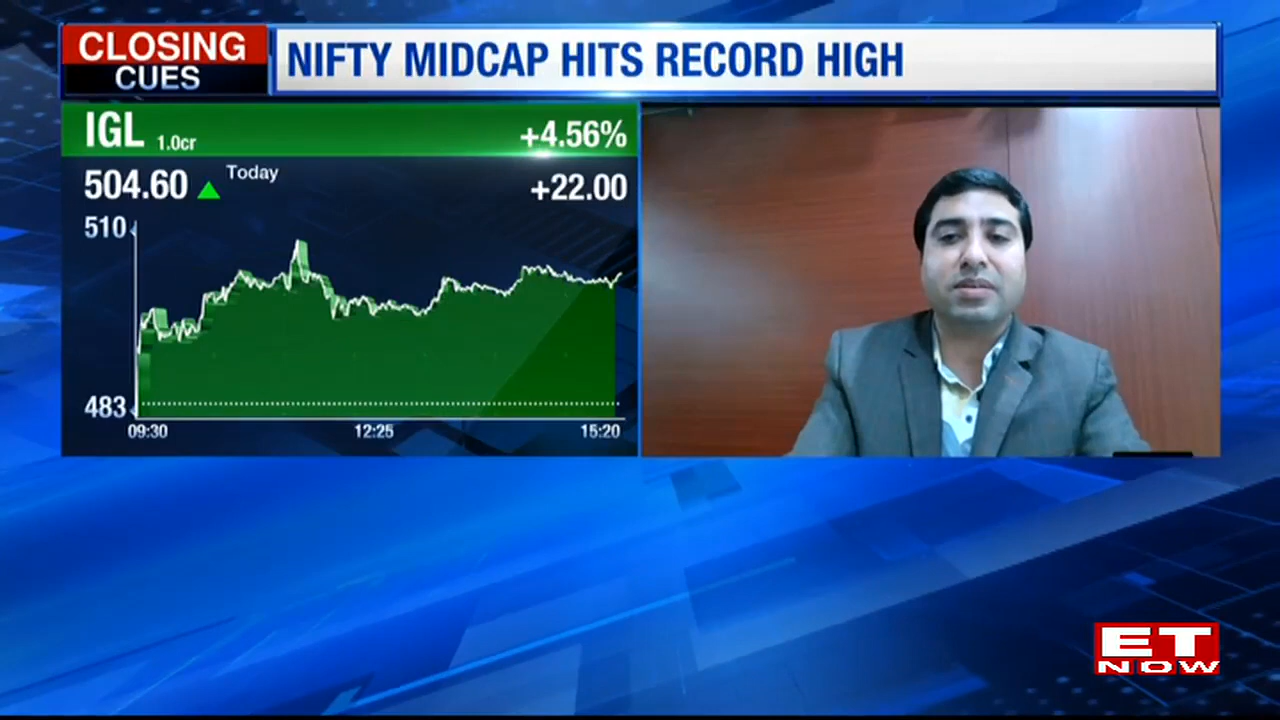 CLOSING
CUES
NIFTY MIDCAP HITS RECORD HIGH
IGL 1.0cr +4.56%
504.60 Today +22.00
510
483
09:30 12:25 15:20
ET
NOW